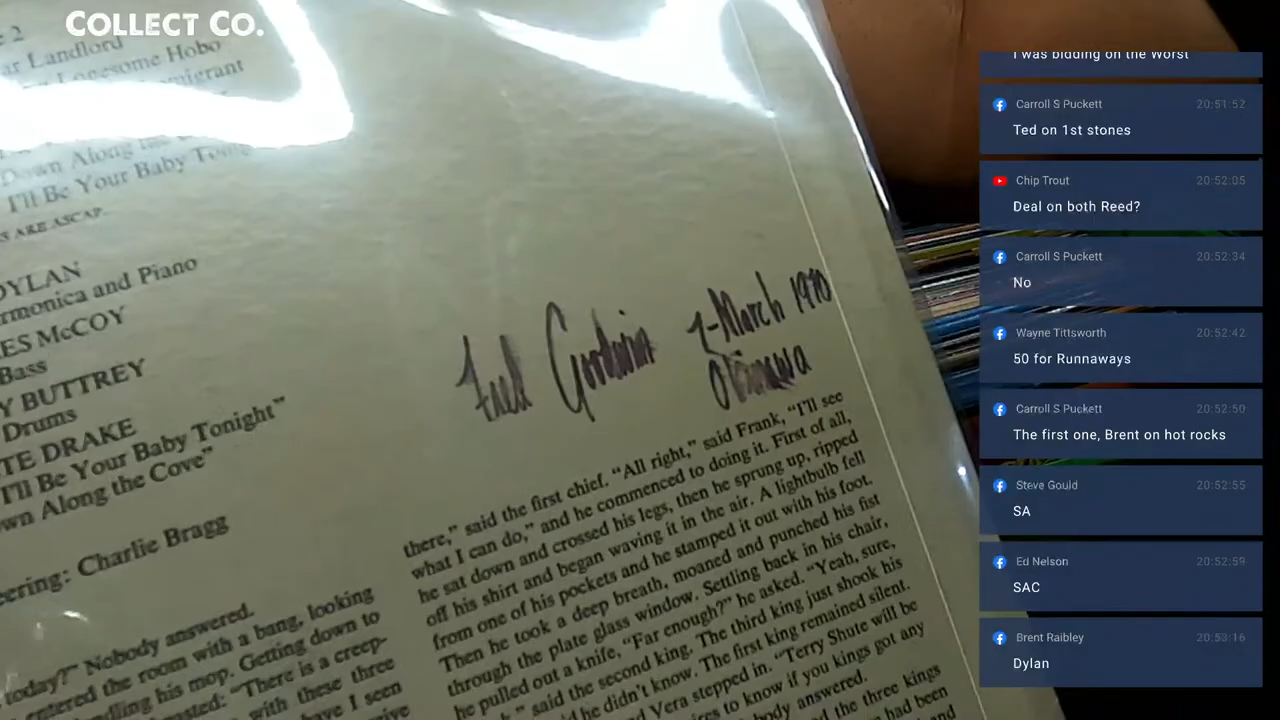 COLLECT CO.
Landlord
Lonesome Hobo
Down Along
I'll Be Your Baby
ARE ASCAP.
DYLAN
and Piano
McCOY
Bass
BUTTREY
Drums
DRAKE
I'll Be Your Baby Tonight"
Along the Cove"
Charlie Bragg
Goodwin 7-March 1970
Okinawa
today?" Nobody answered.
entered the room with a bang, looking
his mop. Getting down to
"There is a creep-
with these three
have I seen
there," said the first chief. "All right," said Frank, "I'll see
what I can do," and he commenced to doing it. First of all,
he sat down and crossed his legs, then he sprung up, ripped
off his shirt and began waving it in the air. A lightbulb fell
from one of his pockets and he stamped it out with his foot.
Then he took a deep breath, moaned and punched his fist
through the plate glass window. Settling back in his chair,
he pulled out a knife, "Far enough?" he asked. "Yeah, sure,
said the second king. The third king just shook his
he didn't know. The first king remained silent.
Vera stepped in. "Terry Shute will be
to know if you kings got any
answered.
the three kings
had been
and
I was bidding on the Worst
Carroll S Puckett 20:51:52
Ted on 1st stones
Chip Trout 20:52:05
Deal on both Reed?
Carroll S Puckett 20:52:34
No
Wayne Tittsworth 20:52:42
50 for Runnaways
Carroll S Puckett 20:52:50
The first one, Brent on hot rocks
Steve Gould 20:52:55
SA
Ed Nelson 20:52:59
SAC
Brent Raibley 20:53:16
Dylan